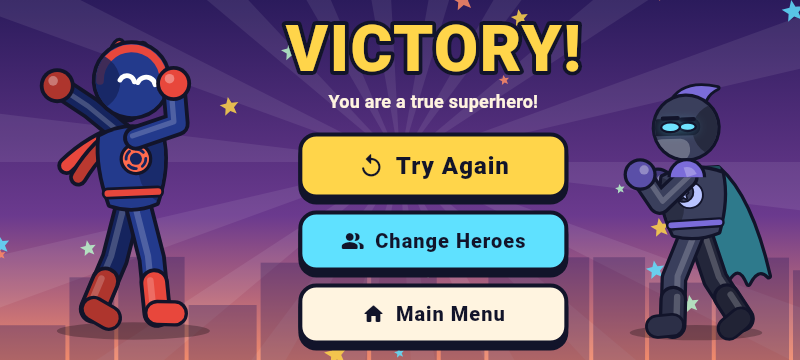 VICTORY!
You are a true superhero!
Try Again
Change Heroes
Main Menu